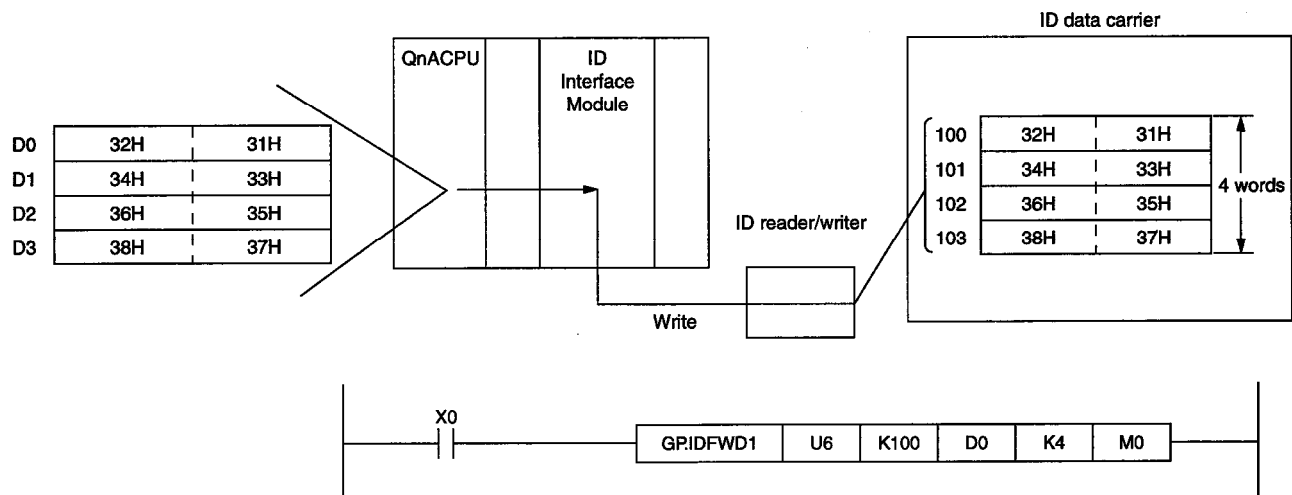 ID data carrier
QnACPU
ID
Interface
Module
D0 32H 31H
D1 34H 33H
D2 36H 35H
D3 38H 37H
100 32H 31H
101 34H 33H
102 36H 35H
103 38H 37H
4 words
ID reader/writer
Write
X0
GP.IDFWD1 U6 K100 D0 K4 M0